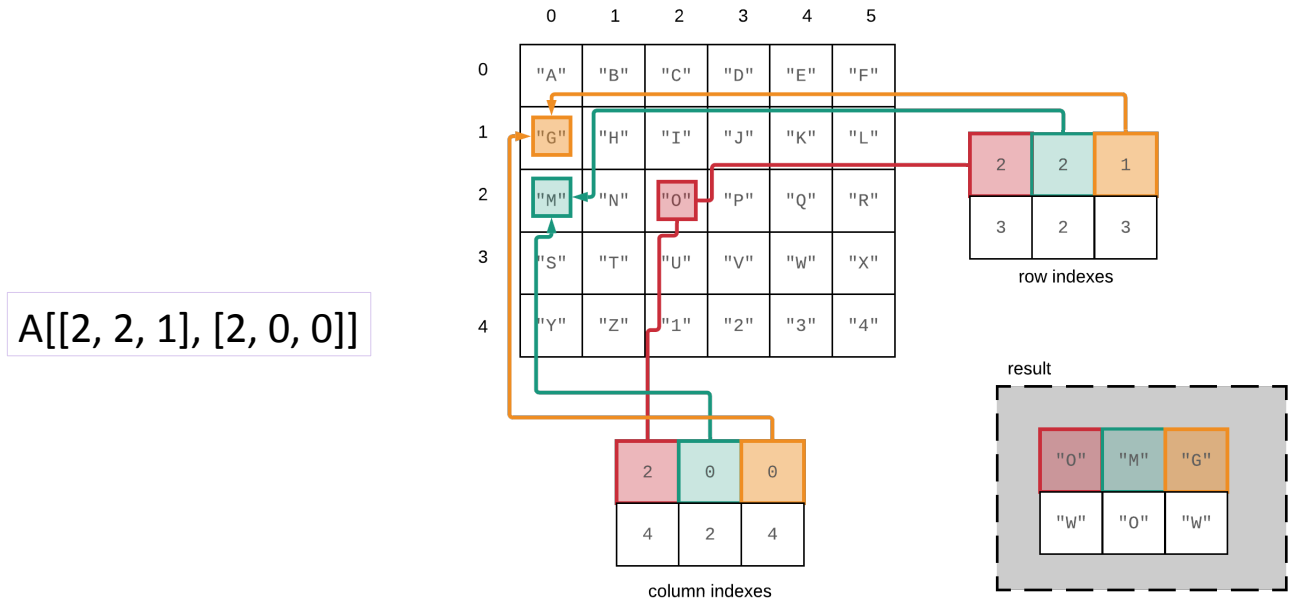 0 1 2 3 4 5
0 "A" "B" "C" "D" "E" "F"
1 "G" "H" "I" "J" "K" "L"
2 "M" "N" "O" "P" "Q" "R"
3 "S" "T" "U" "V" "W" "X"
4 "Y" "Z" "1" "2" "3" "4"
2 2 1
3 2 3
row indexes
A[[2, 2, 1], [2, 0, 0]]
2 0 0
4 2 4
column indexes
result
"O" "M" "G"
"W" "O" "W"